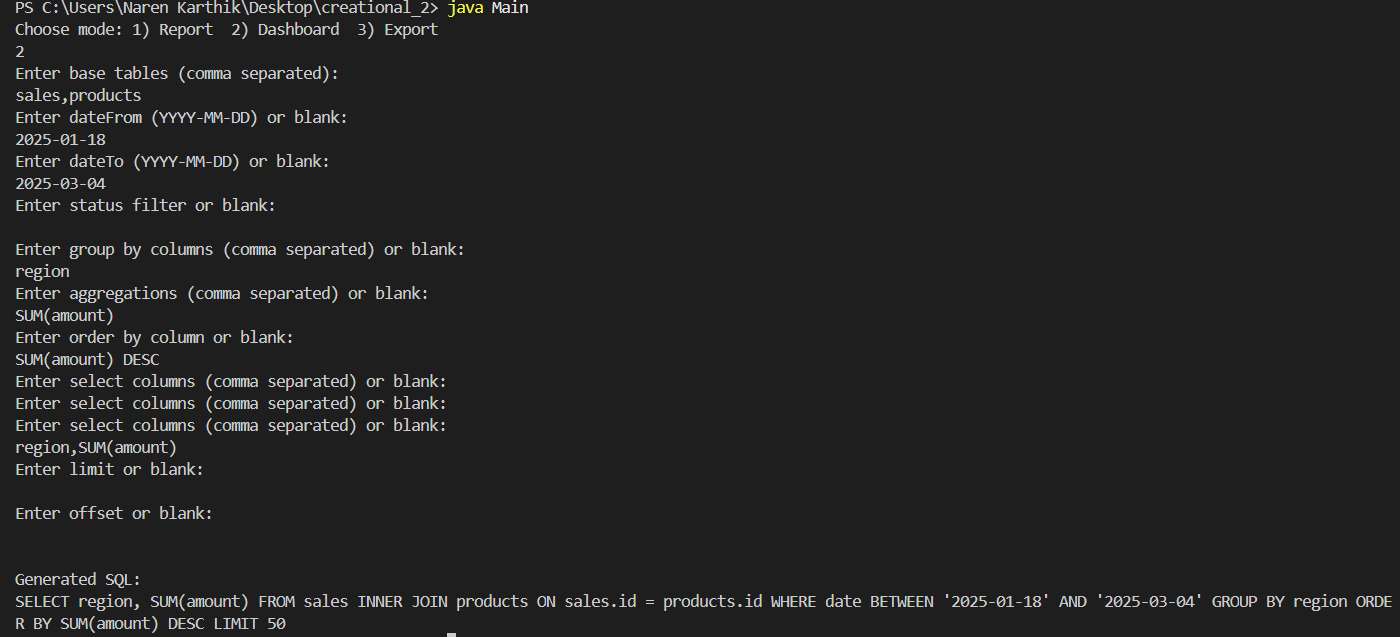 PS C:\Users\Naren Karthik\Desktop\creational_2> java Main
Choose mode: 1) Report  2) Dashboard  3) Export
2
Enter base tables (comma separated):
sales,products
Enter dateFrom (YYYY-MM-DD) or blank:
2025-01-18
Enter dateTo (YYYY-MM-DD) or blank:
2025-03-04
Enter status filter or blank:
Enter group by columns (comma separated) or blank:
region
Enter aggregations (comma separated) or blank:
SUM(amount)
Enter order by column or blank:
SUM(amount) DESC
Enter select columns (comma separated) or blank:
Enter select columns (comma separated) or blank:
Enter select columns (comma separated) or blank:
region,SUM(amount)
Enter limit or blank:
Enter offset or blank:
Generated SQL:
SELECT region, SUM(amount) FROM sales INNER JOIN products ON sales.id = products.id WHERE date BETWEEN '2025-01-18' AND '2025-03-04' GROUP BY region ORDE
R BY SUM(amount) DESC LIMIT 50